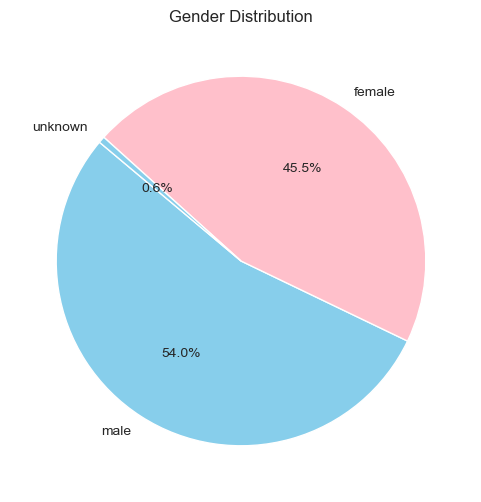 Gender Distribution
female
unknown
45.5%
0.6%
54.0%
male